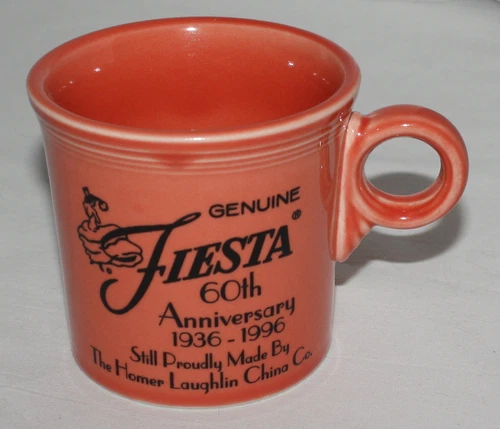 GENUINE
FIESTA®
60th
Anniversary
1936 - 1996
Still Proudly Made By
The Homer Laughlin China Co.